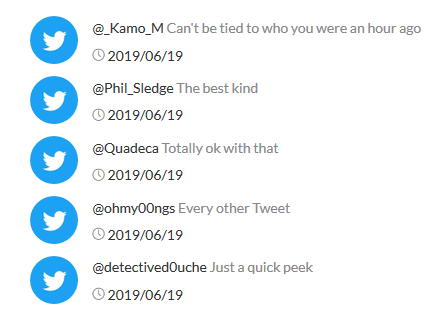 @_Kamo_M Can't be tied to who you were an hour ago
2019/06/19
@Phil_Sledge The best kind
2019/06/19
@Quadeca Totally ok with that
2019/06/19
@ohmy00ngs Every other Tweet
2019/06/19
@detectived0uche Just a quick peek
2019/06/19